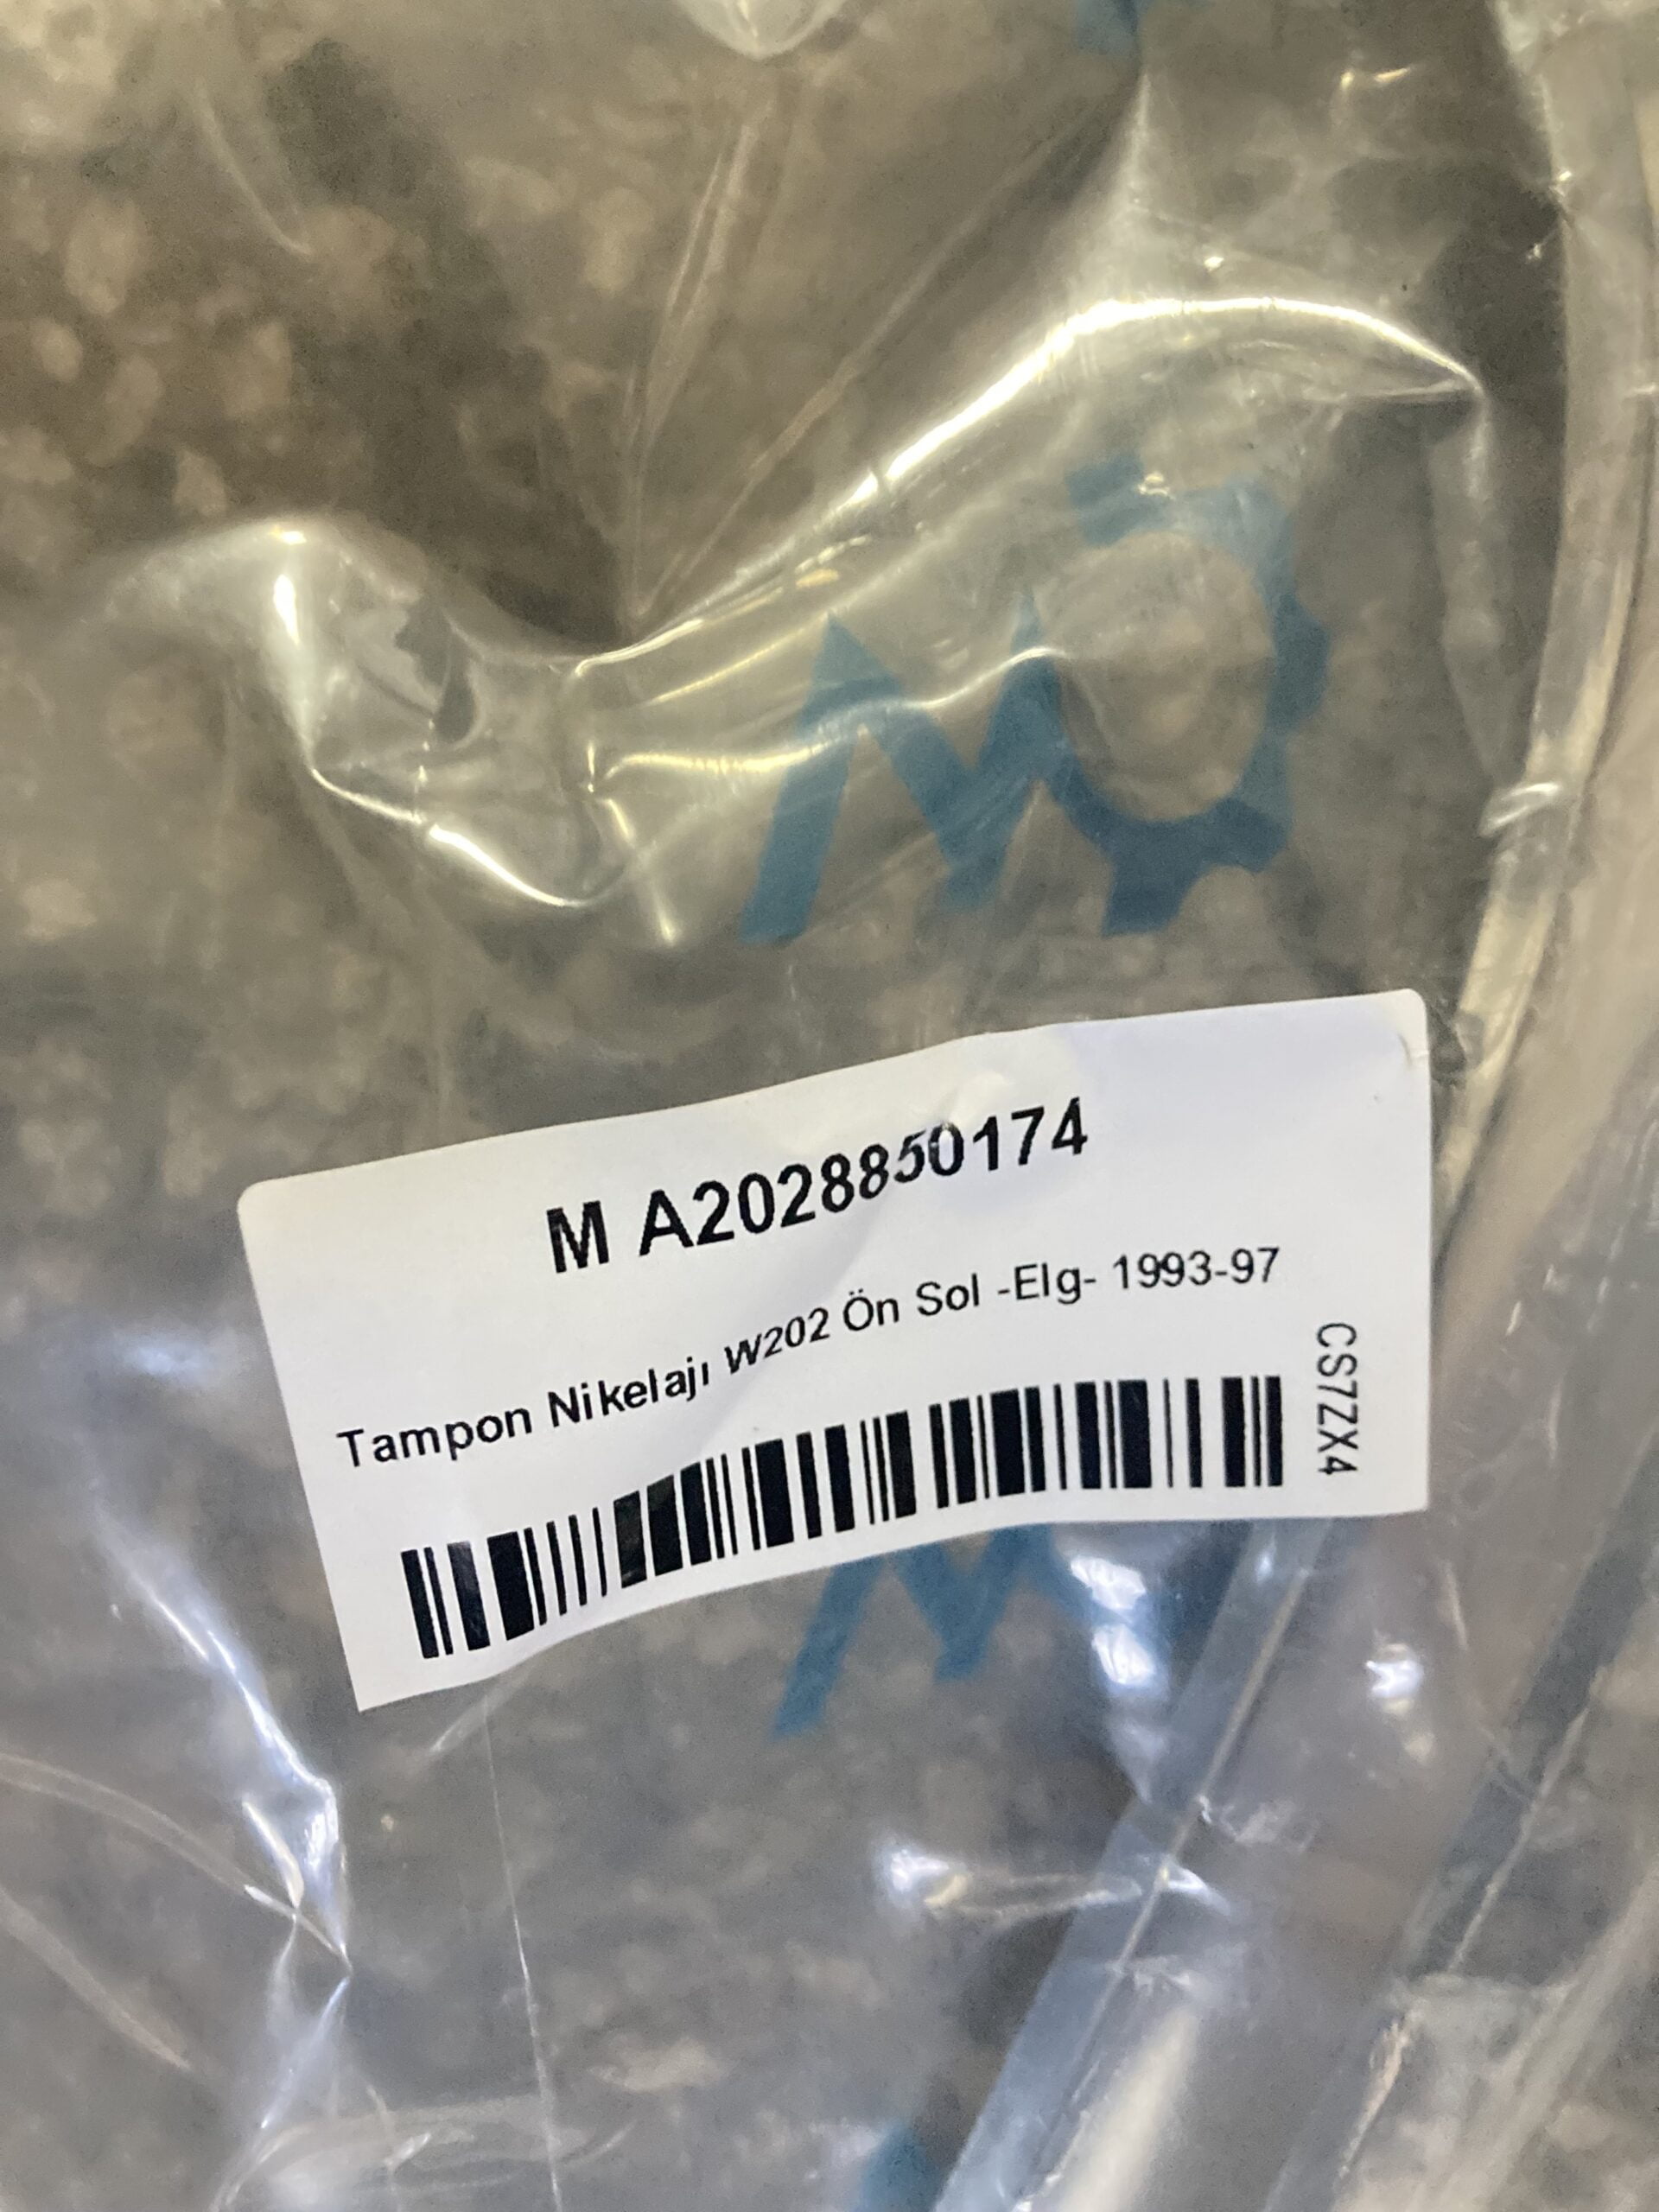 M A2028850174
Tampon Nikelajı W202 Ön Sol -Elg- 1993-97
CS7ZX4